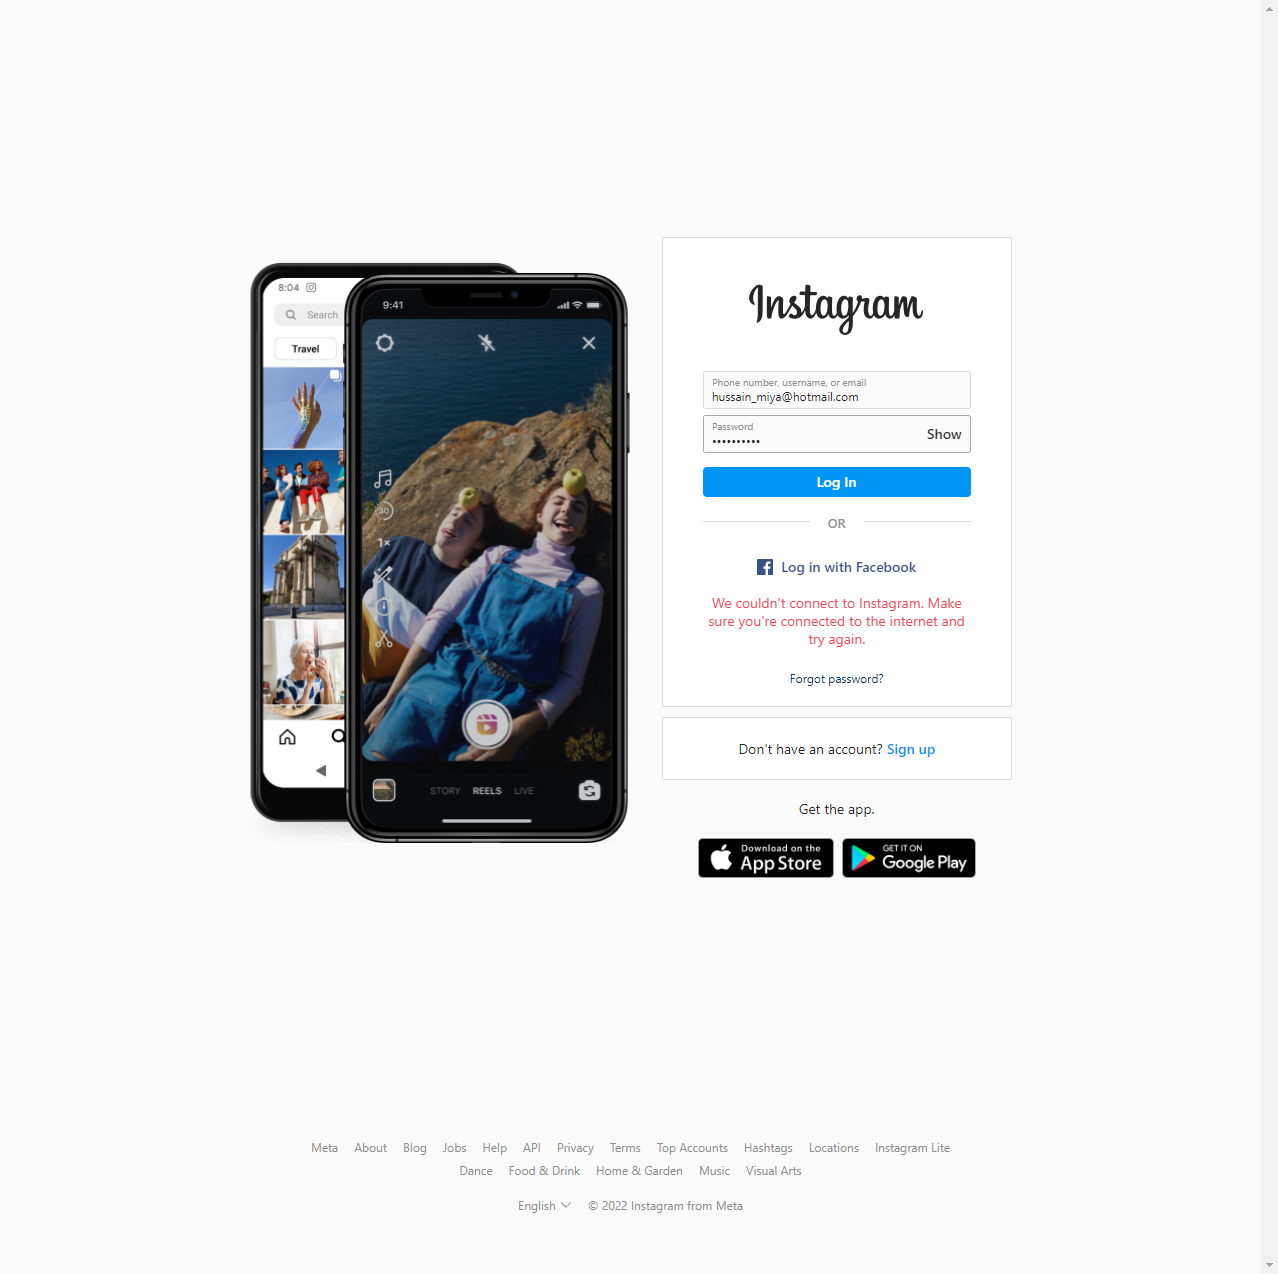 8:04
Search
Travel
9:41
30
1×
STORY REELS LIVE
Instagram
Phone number, username, or email
hussain_miya@hotmail.com
Password
••••••••••
Show
Log In
OR
Log in with Facebook
We couldn't connect to Instagram. Make
sure you're connected to the internet and
try again.
Forgot password?
Don't have an account? Sign up
Get the app.
Download on the
App Store
GET IT ON
Google Play
Meta About Blog Jobs Help API Privacy Terms Top Accounts Hashtags Locations Instagram Lite
Dance Food & Drink Home & Garden Music Visual Arts
English © 2022 Instagram from Meta